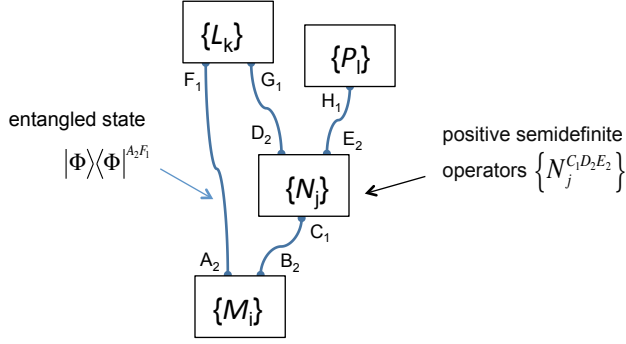 {Lk}
{Pl}
F1
G1
H1
entangled state
|Φ⟩⟨Φ|^A2F1
D2
E2
positive semidefinite
operators {Nj^C1D2E2}
{Nj}
C1
A2
B2
{Mi}